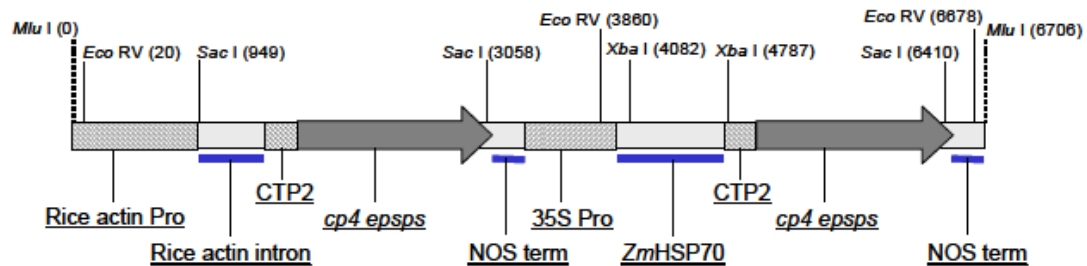 Eco RV (3860) Eco RV (6678)
Mlu I (0) Mlu I (6706)
Eco RV (20) Sac I (949) Sac I (3058) Xba I (4082) Xba I (4787) Sac I (6410)
CTP2 CTP2
Rice actin Pro cp4 epsps 35S Pro cp4 epsps
Rice actin intron NOS term ZmHSP70 NOS term